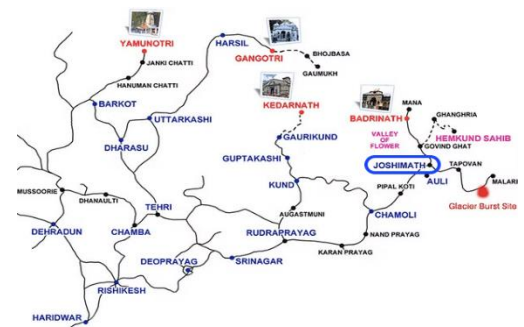 YAMUNOTRI
JANKI CHATTI
HANUMAN CHATTI
HARSIL
GANGOTRI
BHOJBASA
GAUMUKH
KEDARNATH
BADRINATH
MANA
GHANGHRIA
HEMKUND SAHIB
VALLEY
OF
FLOWER
GOVIND GHAT
BARKOT
UTTARKASHI
DHARASU
GAURIKUND
GUPTAKASHI
JOSHIMATH
TAPOVAN
AULI
MALARI
Glacier Burst Site
KUND
PIPAL KOTI
MUSSOORIE
DHANAULTI
TEHRI
AUGASTMUNI
CHAMOLI
DEHRADUN
CHAMBA
RUDRAPRAYAG
NAND PRAYAG
KARAN PRAYAG
DEOPRAYAG
SRINAGAR
RISHIKESH
HARIDWAR